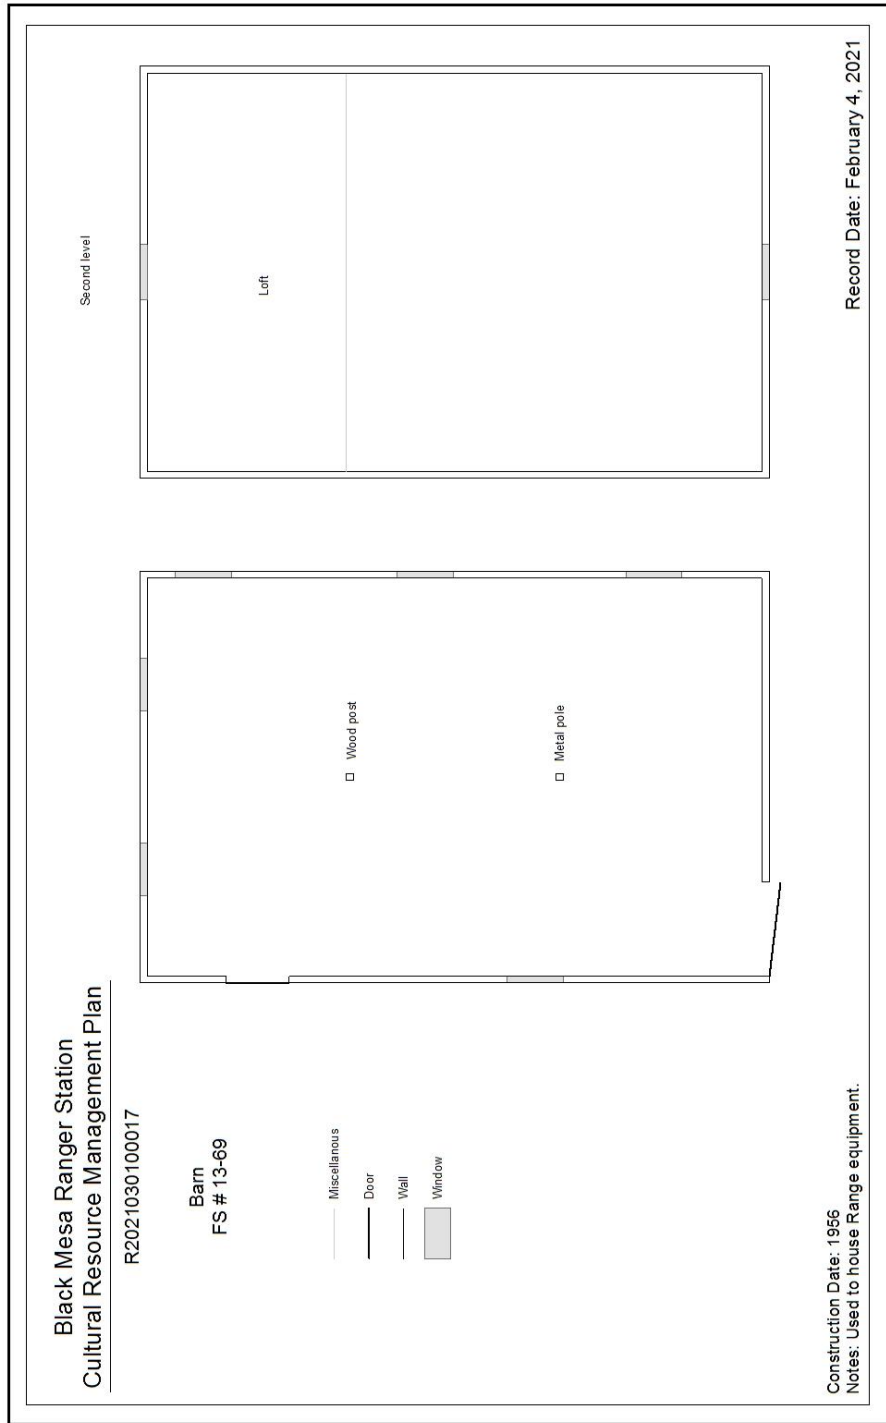 Black Mesa Ranger Station
Cultural Resource Management Plan
R2021030100017
Barn
FS # 13-69
Miscellanous
Door
Wall
Window
Construction Date: 1956
Notes: Used to house Range equipment.
Wood post
Metal pole
Second level
Loft
Record Date: February 4, 2021